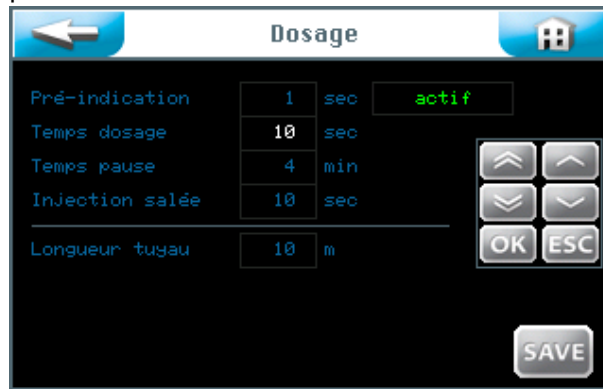 Dosage
Pré-indication 1 sec actif
Temps dosage 10 sec
Temps pause 4 min
Injection salée 10 sec
Longueur tuyau 10 m
OK ESC
SAVE